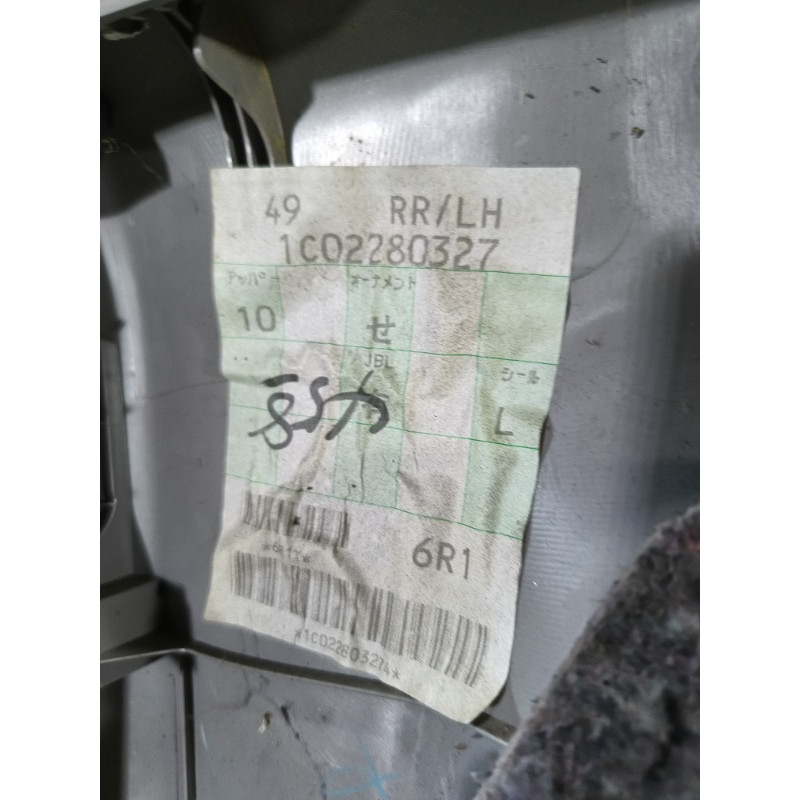 49 RR/LH
1C02280327
アッパー オーナメント
10 せ
JBL シール
L
6R1